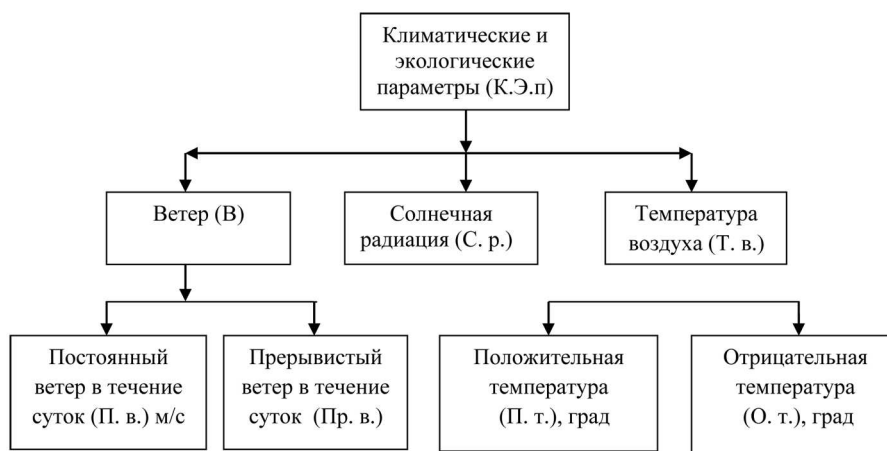 Климатические и
экологические
параметры (К.Э.п)
Ветер (В)
Солнечная
радиация (С. р.)
Температура
воздуха (Т. в.)
Постоянный
ветер в течение
суток (П. в.) м/с
Прерывистый
ветер в течение
суток (Пр. в.)
Положительная
температура
(П. т.), град
Отрицательная
температура
(О. т.), град